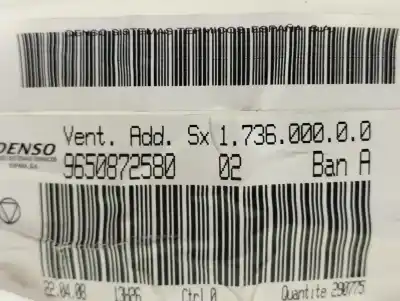 DENSO SISTEMAS TERMICOS ESPAÑA, S.A.
DENSO Vent. Add. Sx 1.736.000.0.0
9650872580 02 Ban A
22.04.08 13h26 Ctrl 0 Quantite 290775